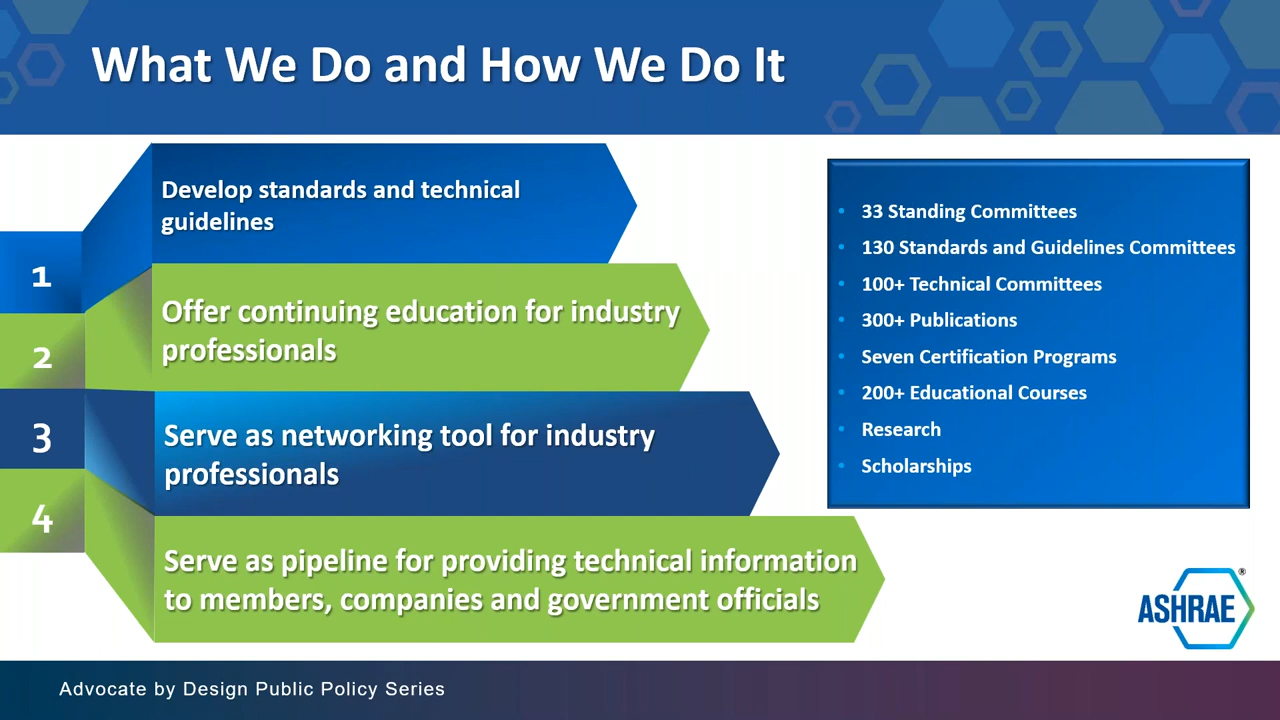 What We Do and How We Do It
1
Develop standards and technical
guidelines
2
Offer continuing education for industry
professionals
3
Serve as networking tool for industry
professionals
4
Serve as pipeline for providing technical information
to members, companies and government officials
• 33 Standing Committees
• 130 Standards and Guidelines Committees
• 100+ Technical Committees
• 300+ Publications
• Seven Certification Programs
• 200+ Educational Courses
• Research
• Scholarships
ASHRAE®
Advocate by Design Public Policy Series